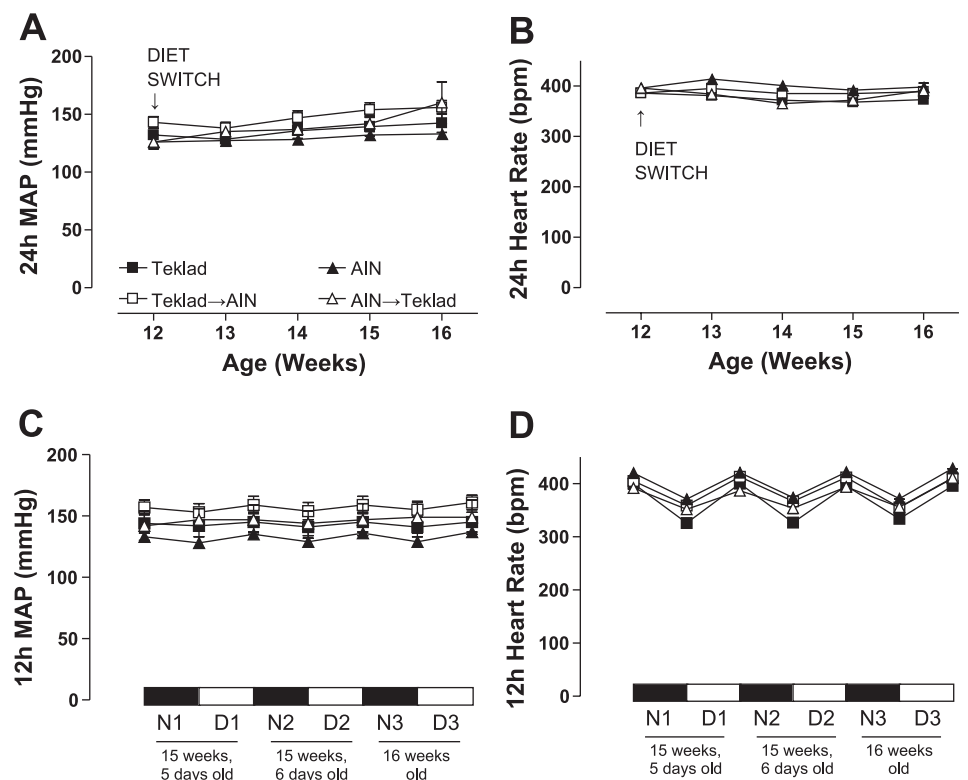 A
200
150
100
50
0
24h MAP (mmHg)
DIET
SWITCH
↓
Teklad
AIN
Teklad→AIN
AIN→Teklad
12 13 14 15 16
Age (Weeks)
B
400
300
200
100
0
24h Heart Rate (bpm)
↑
DIET
SWITCH
12 13 14 15 16
Age (Weeks)
C
200
150
100
50
0
12h MAP (mmHg)
N1 D1 N2 D2 N3 D3
15 weeks, 15 weeks, 16 weeks
5 days old 6 days old old
D
400
300
200
100
0
12h Heart Rate (bpm)
N1 D1 N2 D2 N3 D3
15 weeks, 15 weeks, 16 weeks
5 days old 6 days old old